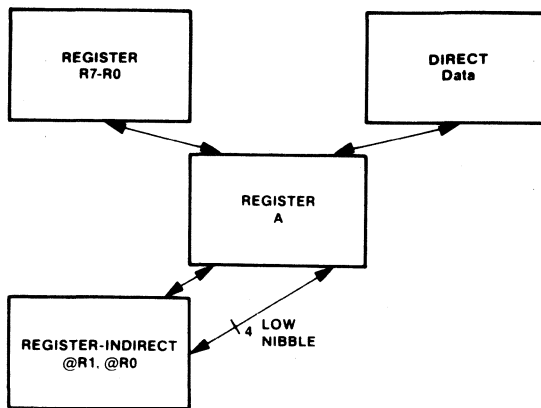 REGISTER
R7-R0
DIRECT
Data
REGISTER
A
REGISTER-INDIRECT
@R1, @R0
4 LOW
NIBBLE